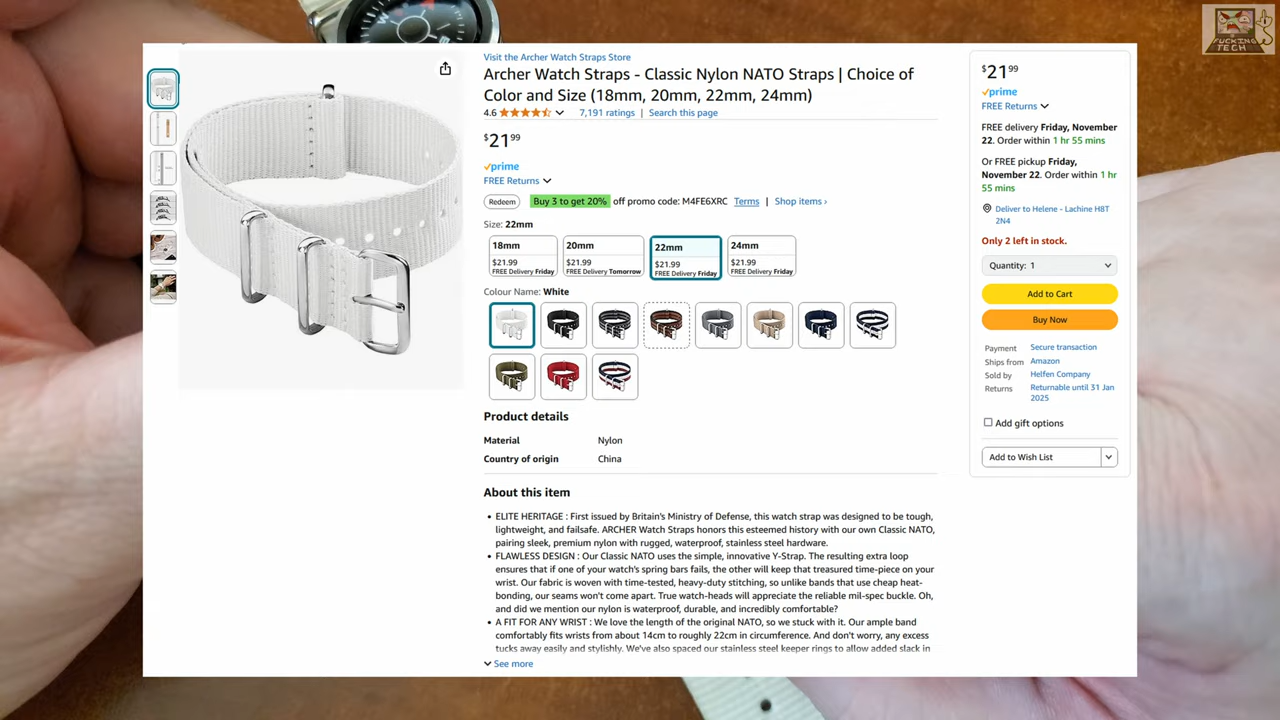 FUCKING
TECH
Visit the Archer Watch Straps Store
Archer Watch Straps - Classic Nylon NATO Straps | Choice of
Color and Size (18mm, 20mm, 22mm, 24mm)
4.6 7,191 ratings | Search this page
$21 99
prime
FREE Returns
Redeem Buy 3 to get 20% off promo code: M4FE6XRC Terms | Shop items ›
Size: 22mm
18mm
$21.99
FREE Delivery Friday
20mm
$21.99
FREE Delivery Tomorrow
22mm
$21.99
FREE Delivery Friday
24mm
$21.99
FREE Delivery Friday
Colour Name: White
Product details
Material Nylon
Country of origin China
About this item
• ELITE HERITAGE : First issued by Britain's Ministry of Defense, this watch strap was designed to be tough,
lightweight, and failsafe. ARCHER Watch Straps honors this esteemed history with our own Classic NATO,
pairing sleek, premium nylon with rugged, waterproof, stainless steel hardware.
• FLAWLESS DESIGN : Our Classic NATO uses the simple, innovative Y-Strap. The resulting extra loop
ensures that if one of your watch's spring bars fails, the other will keep that treasured time-piece on your
wrist. Our fabric is woven with time-tested, heavy-duty stitching, so unlike bands that use cheap heat-
bonding, our seams won't come apart. True watch-heads will appreciate the reliable mil-spec buckle. Oh,
and did we mention our nylon is waterproof, durable, and incredibly comfortable?
• A FIT FOR ANY WRIST : We love the length of the original NATO, so we stuck with it. Our ample band
comfortably fits wrists from about 14cm to roughly 22cm in circumference. And don't worry, any excess
tucks away easily and stylishly. We've also spaced our stainless steel keeper rings to allow added slack in
See more
$21 99
prime
FREE Returns
FREE delivery Friday, November
22. Order within 1 hr 55 mins
Or FREE pickup Friday,
November 22. Order within 1 hr
55 mins
Deliver to Helene - Lachine H8T
2N4
Only 2 left in stock.
Quantity: 1
Add to Cart
Buy Now
Payment Secure transaction
Ships from Amazon
Sold by Helfen Company
Returns Returnable until 31 Jan
2025
Add gift options
Add to Wish List